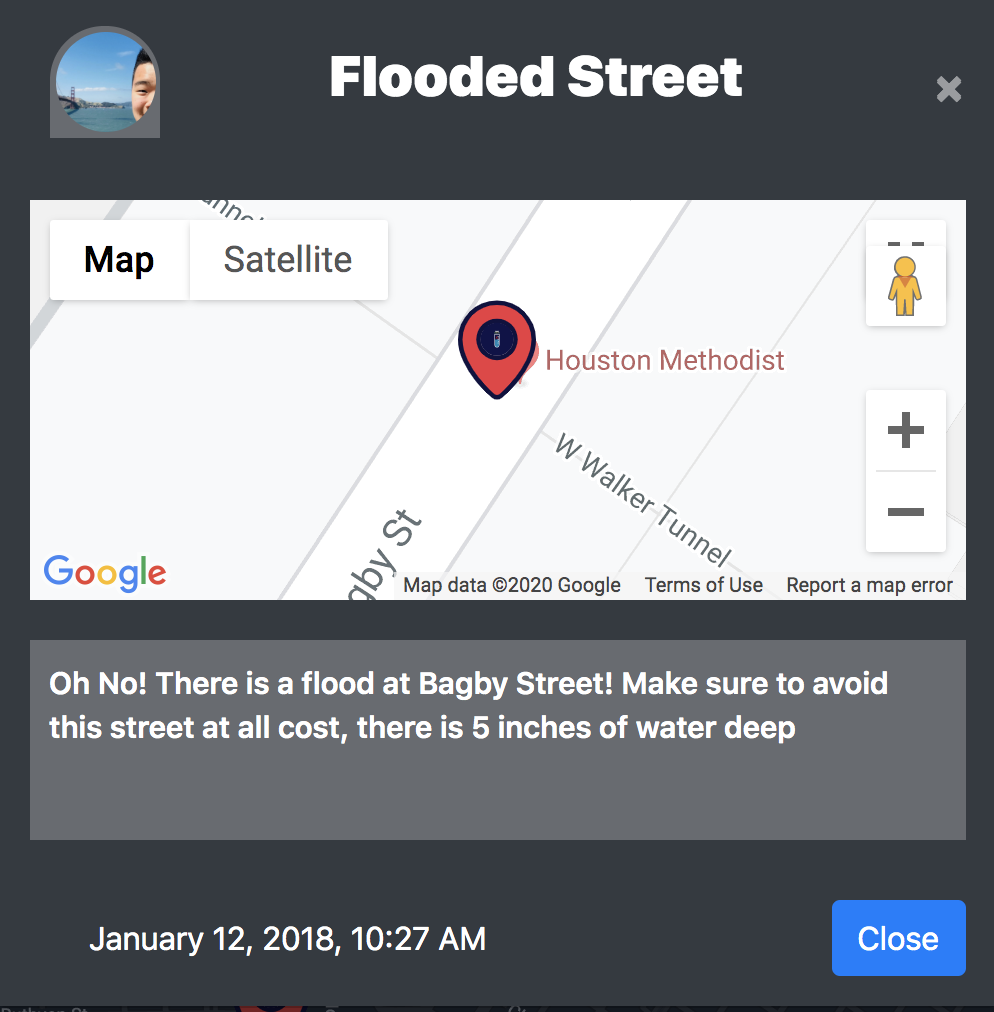 Flooded Street
×
Map
Satellite
Houston Methodist
W Walker Tunnel
Google
Map data ©2020 Google
Terms of Use
Report a map error
Oh No! There is a flood at Bagby Street! Make sure to avoid
this street at all cost, there is 5 inches of water deep
January 12, 2018, 10:27 AM
Close